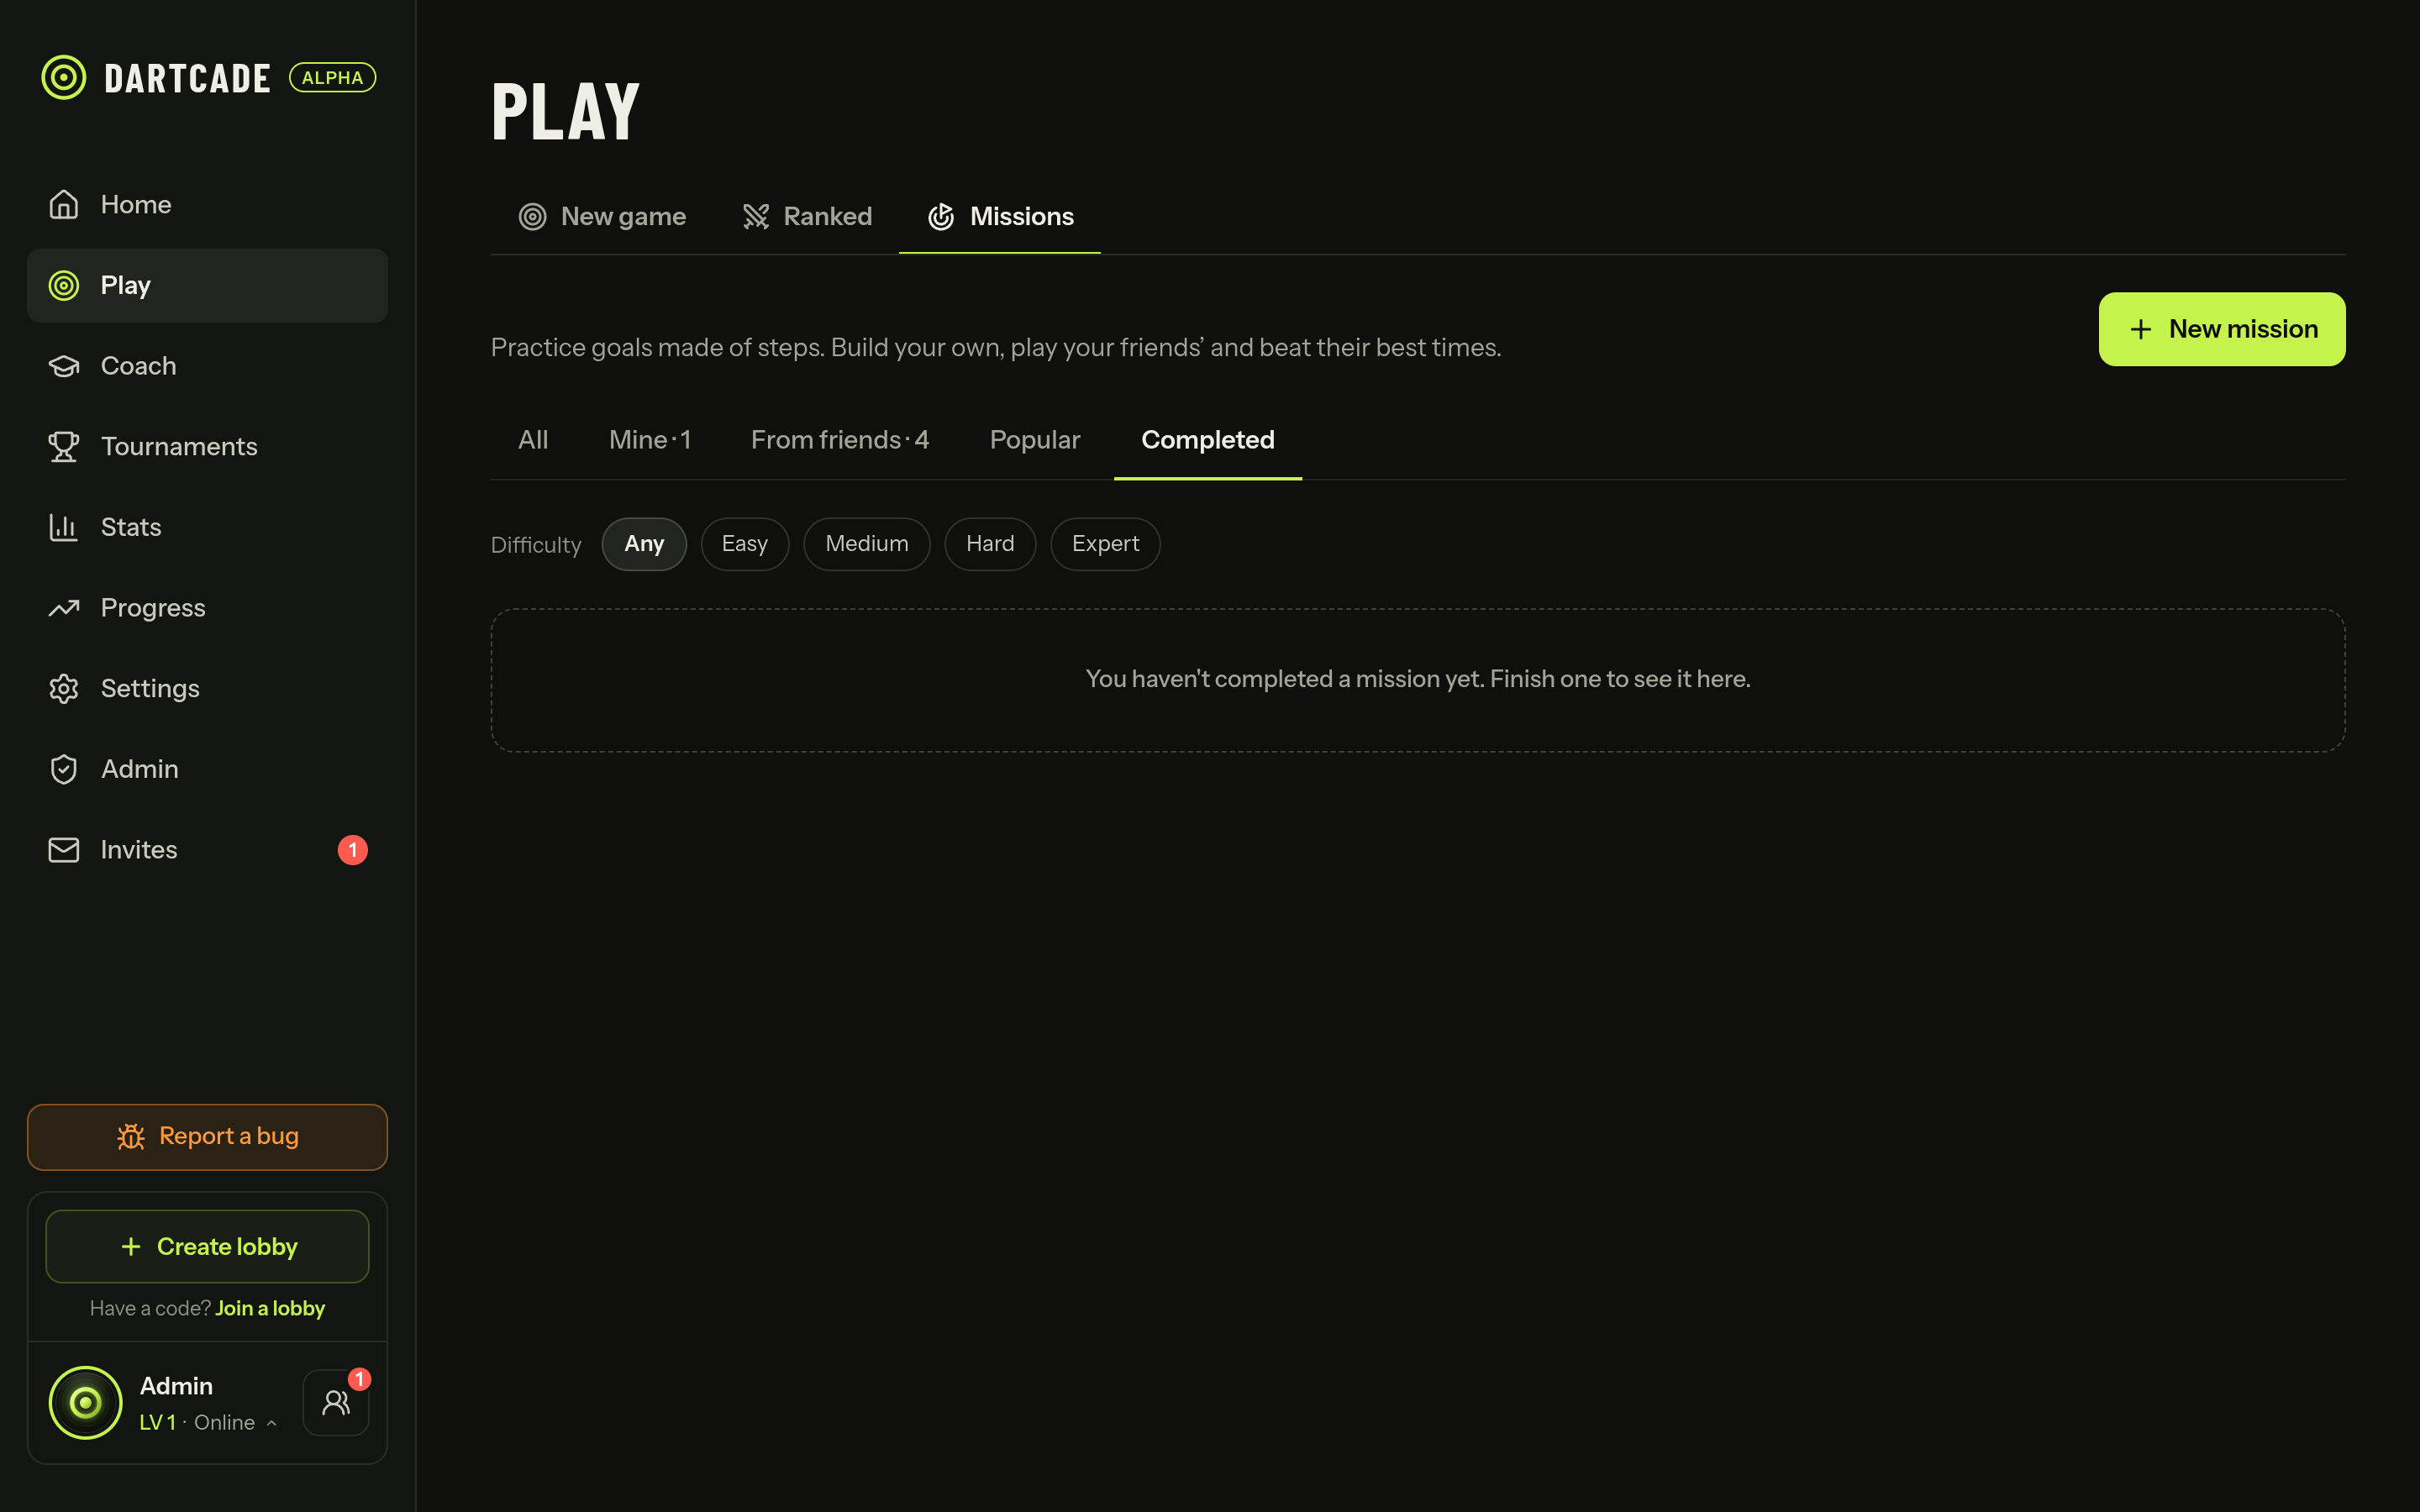 DARTCADE ALPHA
Home
Play
Coach
Tournaments
Stats
Progress
Settings
Admin
Invites 1
Report a bug
+ Create lobby
Have a code? Join a lobby
Admin
LV 1 · Online
1
PLAY
New game Ranked Missions
Practice goals made of steps. Build your own, play your friends’ and beat their best times.
+ New mission
All Mine · 1 From friends · 4 Popular Completed
Difficulty Any Easy Medium Hard Expert
You haven't completed a mission yet. Finish one to see it here.